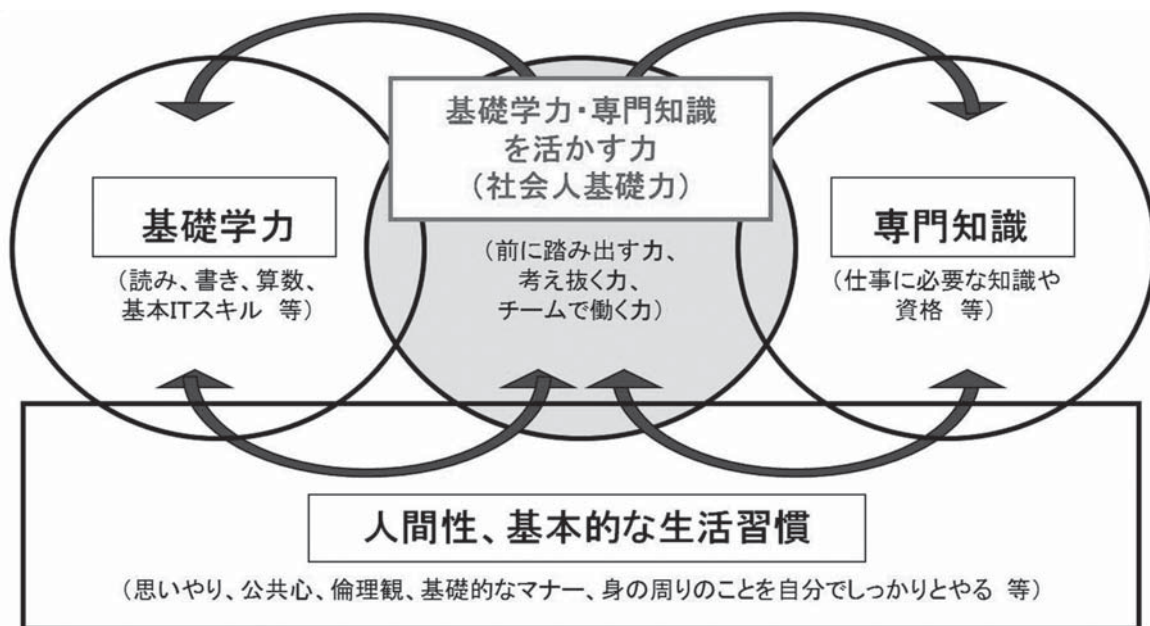 基礎学力・専門知識
を活かす力
(社会人基礎力)
基礎学力
(読み、書き、算数、
基本ITスキル 等)
(前に踏み出す力、
考え抜く力、
チームで働く力)
専門知識
(仕事に必要な知識や
資格 等)
人間性、基本的な生活習慣
(思いやり、公共心、倫理観、基礎的なマナー、身の周りのことを自分でしっかりとやる 等)